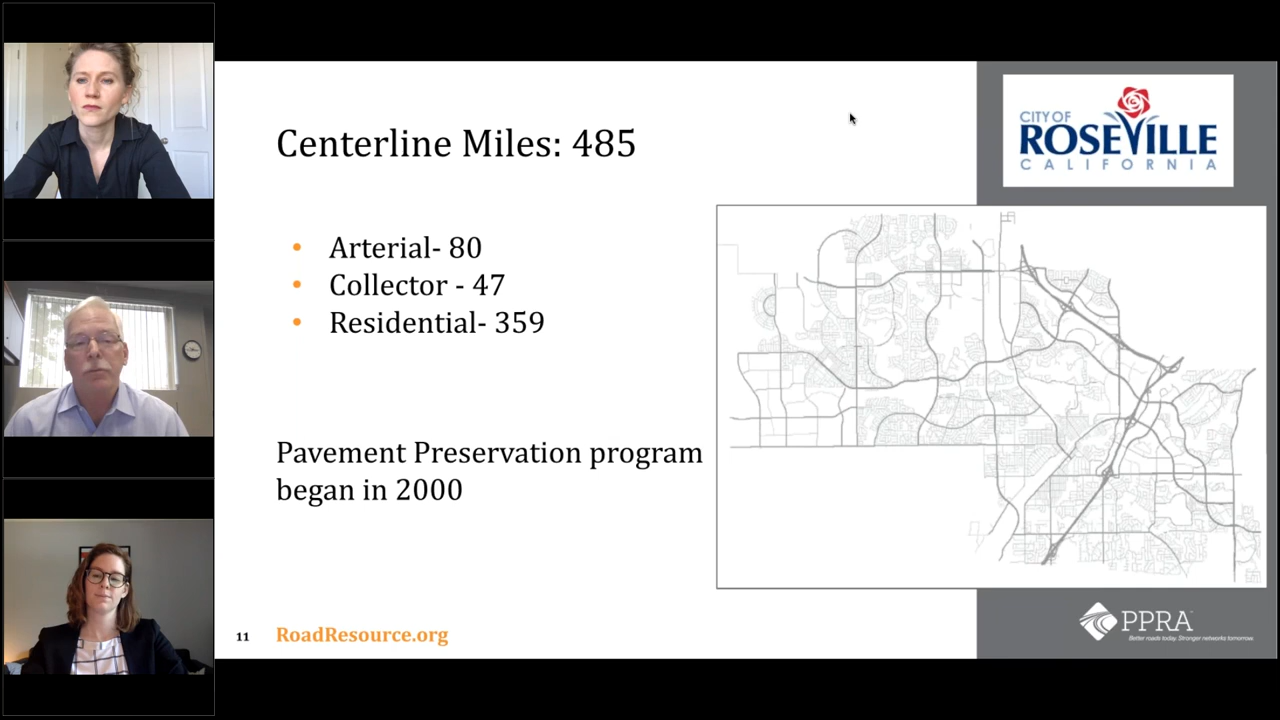 Centerline Miles: 485
CITY OF
ROSEVILLE
CALIFORNIA
• Arterial- 80
• Collector - 47
• Residential- 359
Pavement Preservation program
began in 2000
11 RoadResource.org
PPRA
Better roads today. Stronger networks tomorrow.